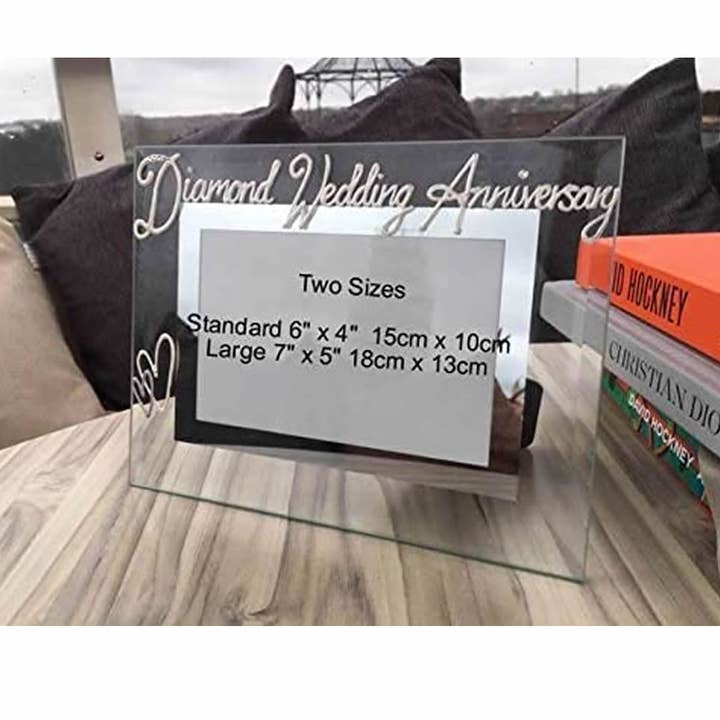 Diamond Wedding Anniversary
Two Sizes
Standard 6" x 4" 15cm x 10cm
Large 7" x 5" 18cm x 13cm
ID HOCKNEY
CHRISTIAN DIO
DAVID HOCKNEY